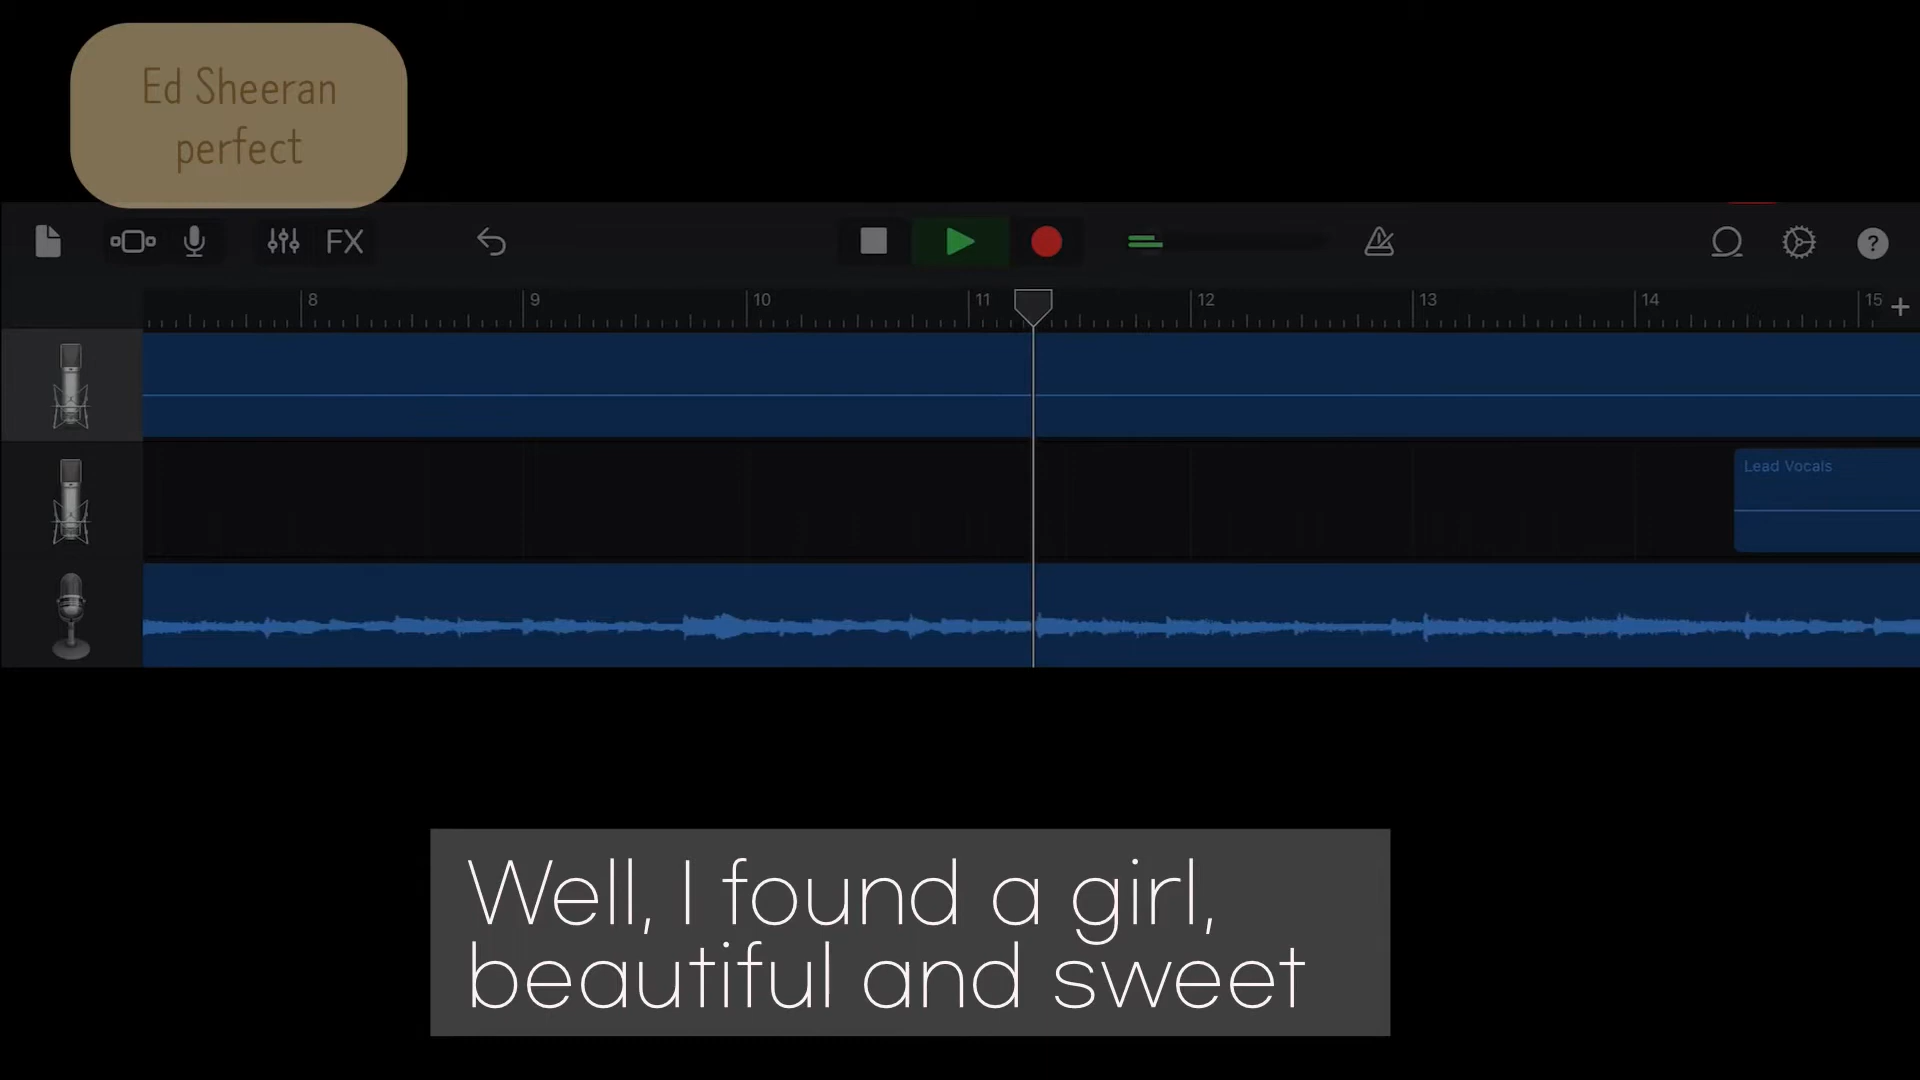 Ed Sheeran
perfect
FX
?
8
9
10
11
12
13
14
15
+
Lead Vocals
Well, I found a girl,
beautiful and sweet